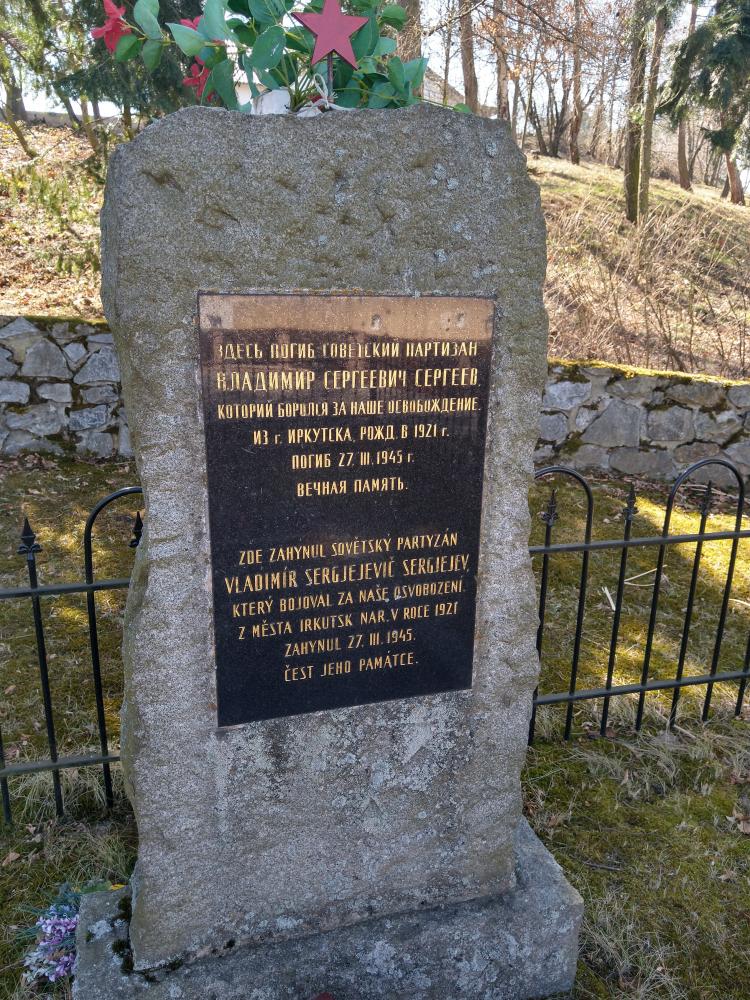 ЗДЕСЬ ПОГИБ СОВЕТСКИЙ ПАРТИЗАН
ВЛАДИМИР СЕРГЕЕВИЧ СЕРГЕЕВ,
КОТОРИЙ БОРОЛСЯ ЗА НАШЕ ОСВОБОЖДЕНИЕ.
ИЗ г. ИРКУТСКА, РОЖД. В 1921 г.
ПОГИБ 27. III. 1945 г.
ВЕЧНАЯ ПАМЯТЬ.
ZDE ZAHYNUL SOVĚTSKÝ PARTYZÁN
VLADIMÍR SERGJEJEVIČ SERGJEJEV,
KTERÝ BOJOVAL ZA NAŠE OSVOBOZENÍ.
Z MĚSTA IRKUTSK NAR. V ROCE 1921
ZAHYNUL 27. III. 1945.
ČEST JEHO PAMÁTCE.